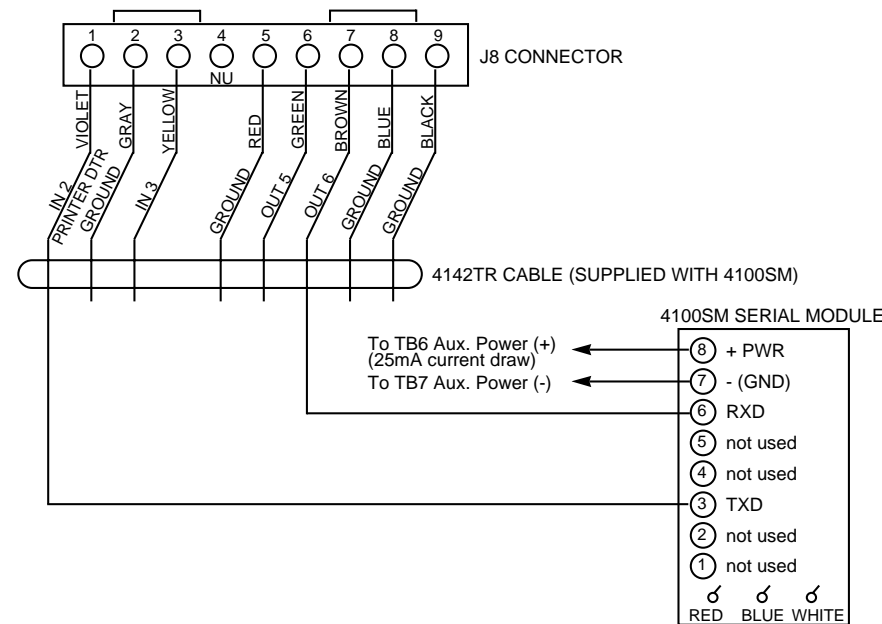 1 2 3 4 5 6 7 8 9
J8 CONNECTOR
NU
VIOLET
GRAY
YELLOW
RED
GREEN
BROWN
BLUE
BLACK
IN 2
PRINTER DTR
GROUND
IN 3
GROUND
OUT 5
OUT 6
GROUND
GROUND
4142TR CABLE (SUPPLIED WITH 4100SM)
4100SM SERIAL MODULE
To TB6 Aux. Power (+)
(25mA current draw)
To TB7 Aux. Power (-)
8 + PWR
7 - (GND)
6 RXD
5 not used
4 not used
3 TXD
2 not used
1 not used
RED BLUE WHITE